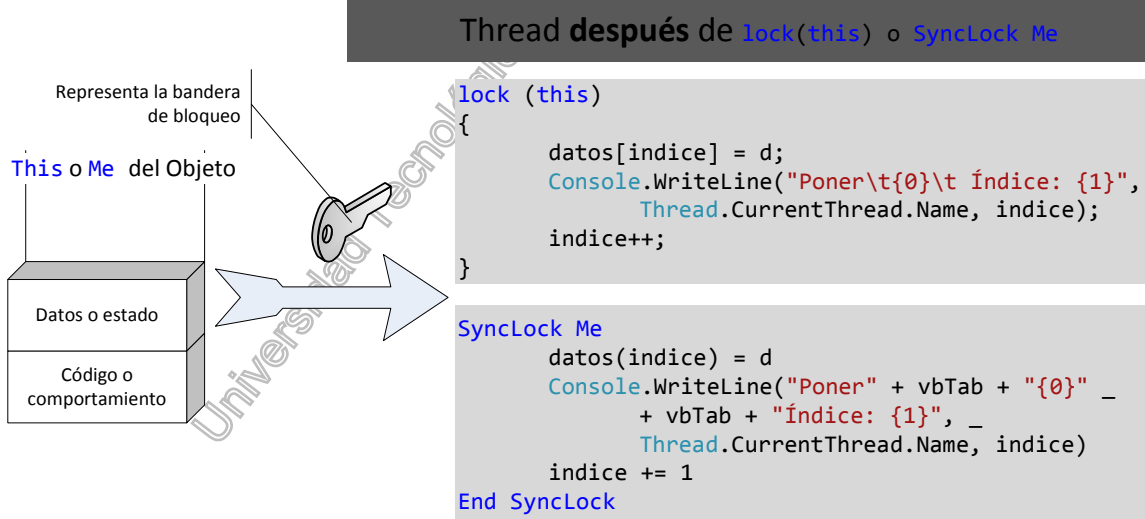 Thread después de lock(this) o SyncLock Me
Representa la bandera
de bloqueo
This o Me del Objeto
Datos o estado
Código o
comportamiento
lock (this)
{
datos[indice] = d;
Console.WriteLine("Poner\t{0}\t Índice: {1}",
Thread.CurrentThread.Name, indice);
indice++;
}
SyncLock Me
datos(indice) = d
Console.WriteLine("Poner" + vbTab + "{0}" _
+ vbTab + "Índice: {1}", _
Thread.CurrentThread.Name, indice)
indice += 1
End SyncLock
Universidad